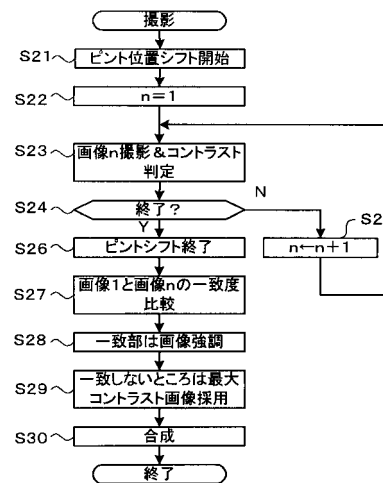 撮影
S21
ピント位置シフト開始
S22
n=1
S23
画像n撮影&コントラスト
判定
S24
終了?
N
Y
S2
n←n+1
S26
ピントシフト終了
S27
画像1と画像nの一致度
比較
S28
一致部は画像強調
S29
一致しないところは最大
コントラスト画像採用
S30
合成
終了